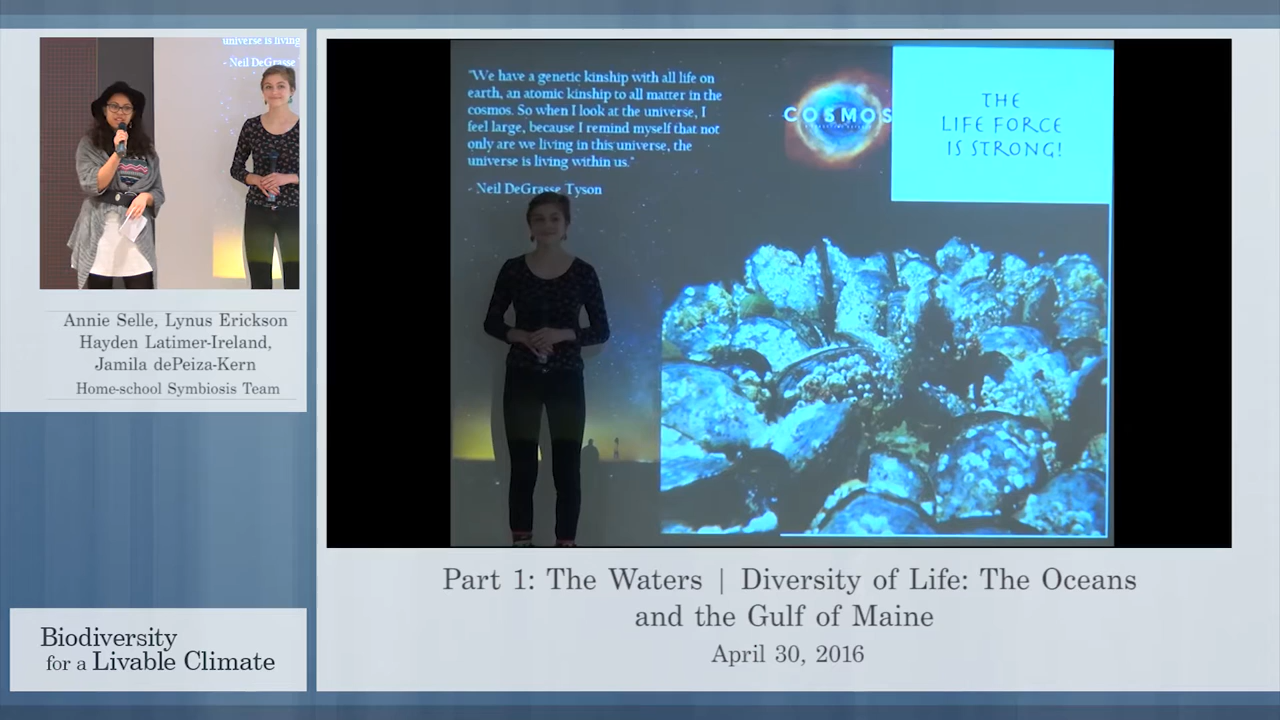 universe is living
- Neil DeGrasse
Annie Selle, Lynus Erickson
Hayden Latimer-Ireland,
Jamila dePeiza-Kern
Home-school Symbiosis Team
Biodiversity
for a Livable Climate
"We have a genetic kinship with all life on
earth, an atomic kinship to all matter in the
cosmos. So when I look at the universe, I
feel large, because I remind myself that not
only are we living in this universe, the
universe is living within us."
- Neil DeGrasse Tyson
COSMOS
THE
LIFE FORCE
IS STRONG!
Part 1: The Waters | Diversity of Life: The Oceans
and the Gulf of Maine
April 30, 2016